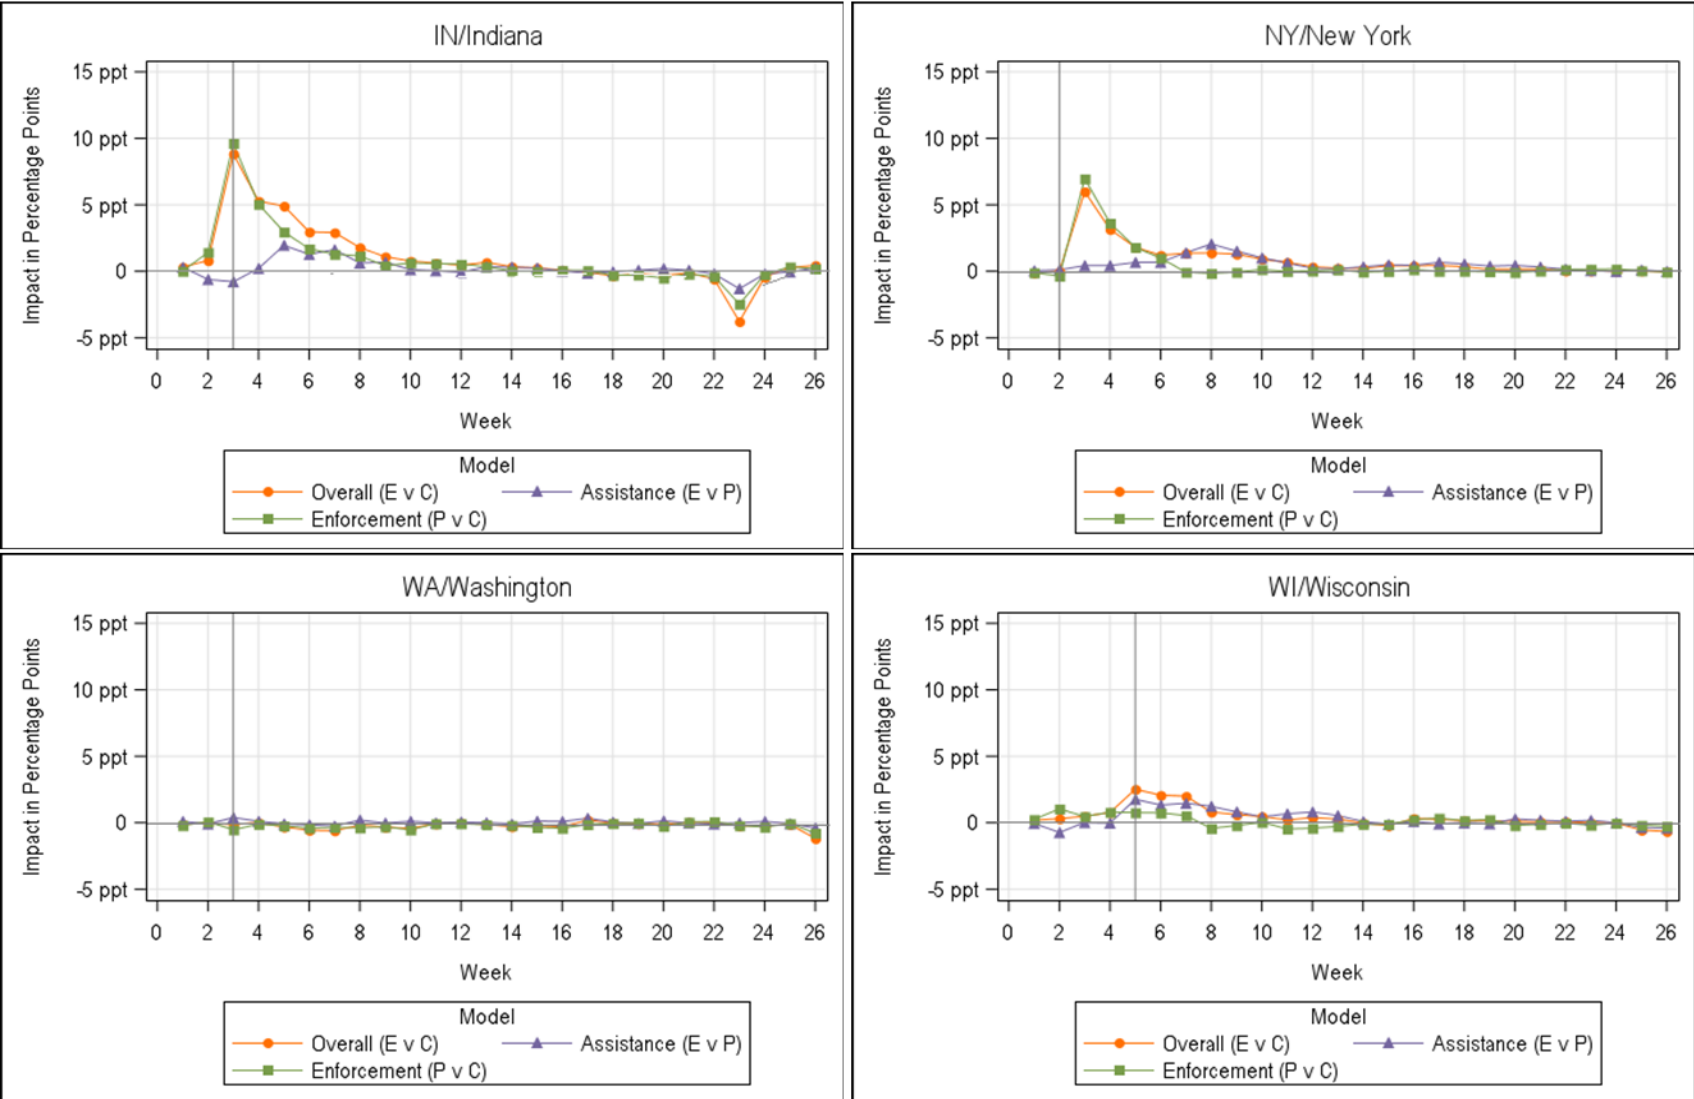 IN/Indiana
Impact in Percentage Points
15 ppt
10 ppt
5 ppt
0
-5 ppt
0 2 4 6 8 10 12 14 16 18 20 22 24 26
Week
Model
Overall (E v C) Assistance (E v P)
Enforcement (P v C)
NY/New York
Impact in Percentage Points
15 ppt
10 ppt
5 ppt
0
-5 ppt
0 2 4 6 8 10 12 14 16 18 20 22 24 26
Week
Model
Overall (E v C) Assistance (E v P)
Enforcement (P v C)
WA/Washington
Impact in Percentage Points
15 ppt
10 ppt
5 ppt
0
-5 ppt
0 2 4 6 8 10 12 14 16 18 20 22 24 26
Week
Model
Overall (E v C) Assistance (E v P)
Enforcement (P v C)
WI/Wisconsin
Impact in Percentage Points
15 ppt
10 ppt
5 ppt
0
-5 ppt
0 2 4 6 8 10 12 14 16 18 20 22 24 26
Week
Model
Overall (E v C) Assistance (E v P)
Enforcement (P v C)